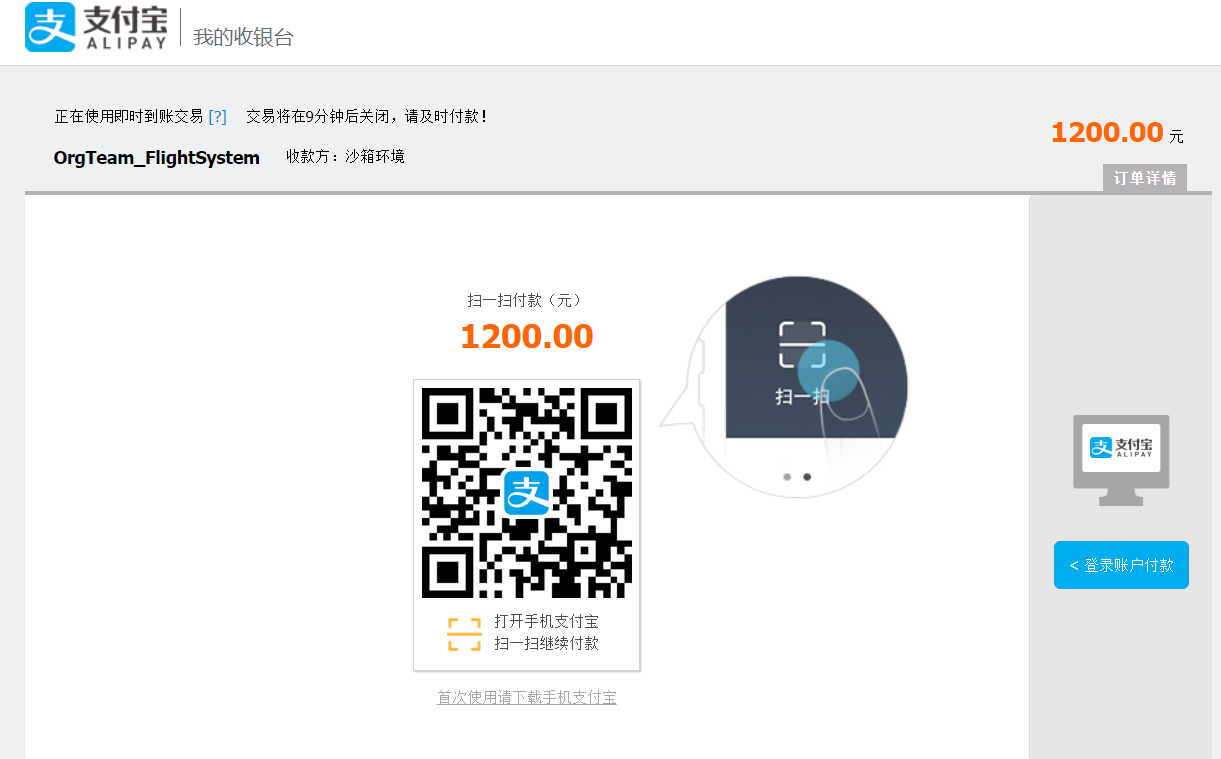 支付宝
ALIPAY
我的收银台
正在使用即时到账交易 [?] 交易将在9分钟后关闭，请及时付款！
OrgTeam_FlightSystem 收款方：沙箱环境
1200.00 元
订单详情
扫一扫付款（元）
1200.00
支
打开手机支付宝
扫一扫继续付款
首次使用请下载手机支付宝
扫一扫
支付宝
ALIPAY
< 登录账户付款